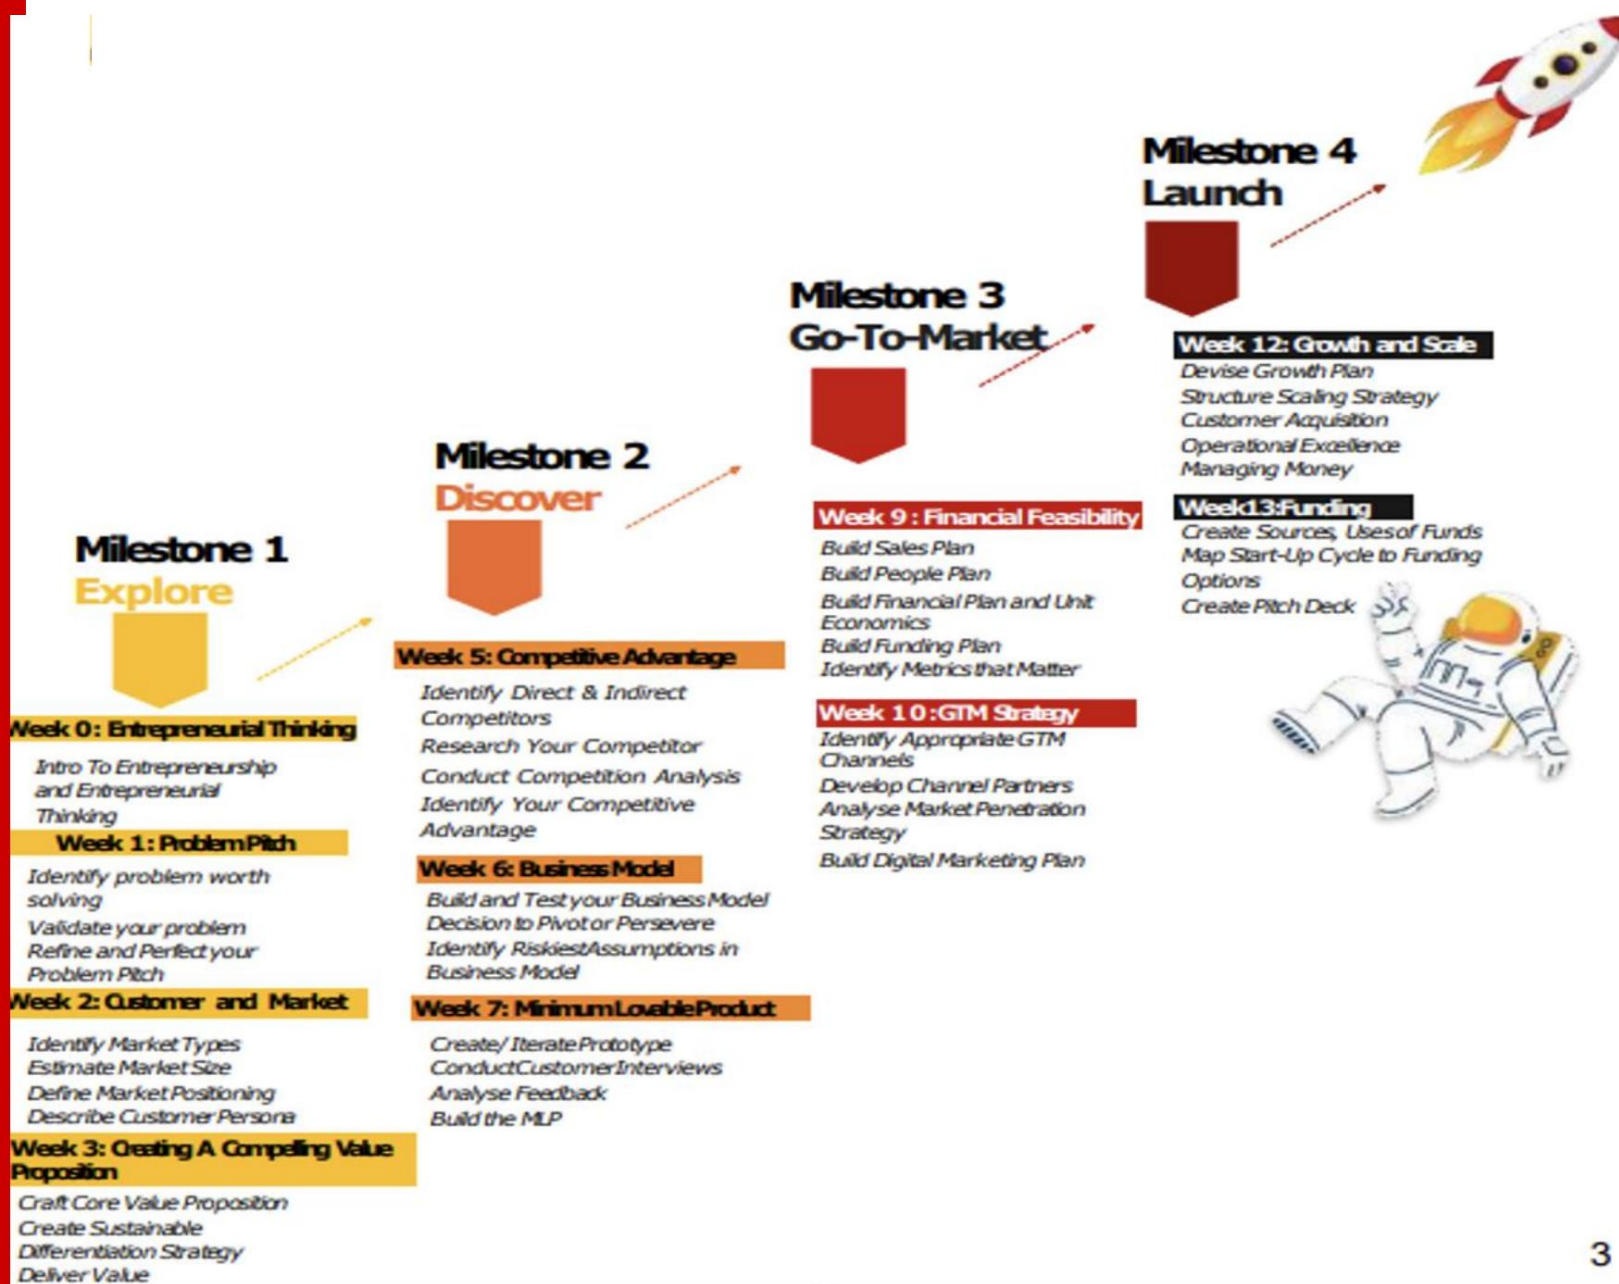 Milestone 1
Explore
Week 0: Entrepreneurial Thinking
Intro To Entrepreneurship
and Entrepreneurial
Thinking
Week 1: Problem Pitch
Identify problem worth
solving
Validate your problem
Refine and Perfect your
Problem Pitch
Week 2: Customer and Market
Identify Market Types
Estimate Market Size
Define Market Positioning
Describe Customer Persona
Week 3: Creating A Compelling Value
Proposition
Craft Core Value Proposition
Create Sustainable
Differentiation Strategy
Deliver Value
Milestone 2
Discover
Week 5: Competitive Advantage
Identify Direct & Indirect
Competitors
Research Your Competitor
Conduct Competition Analysis
Identify Your Competitive
Advantage
Week 6: Business Model
Build and Test your Business Model
Decision to Pivot or Persevere
Identify Riskiest Assumptions in
Business Model
Week 7: Minimum Lovable Product
Create/ Iterate Prototype
Conduct Customer Interviews
Analyse Feedback
Build the MLP
Milestone 3
Go-To-Market
Week 9: Financial Feasibility
Build Sales Plan
Build People Plan
Build Financial Plan and Unit
Economics
Build Funding Plan
Identify Metrics that Matter
Week 10:GTM Strategy
Identify Appropriate GTM
Channels
Develop Channel Partners
Analyse Market Penetration
Strategy
Build Digital Marketing Plan
Milestone 4
Launch
Week 12: Growth and Scale
Devise Growth Plan
Structure Scaling Strategy
Customer Acquisition
Operational Excellence
Managing Money
Week13:Funding
Create Sources, Uses of Funds
Map Start-Up Cycle to Funding
Options
Create Pitch Deck
3